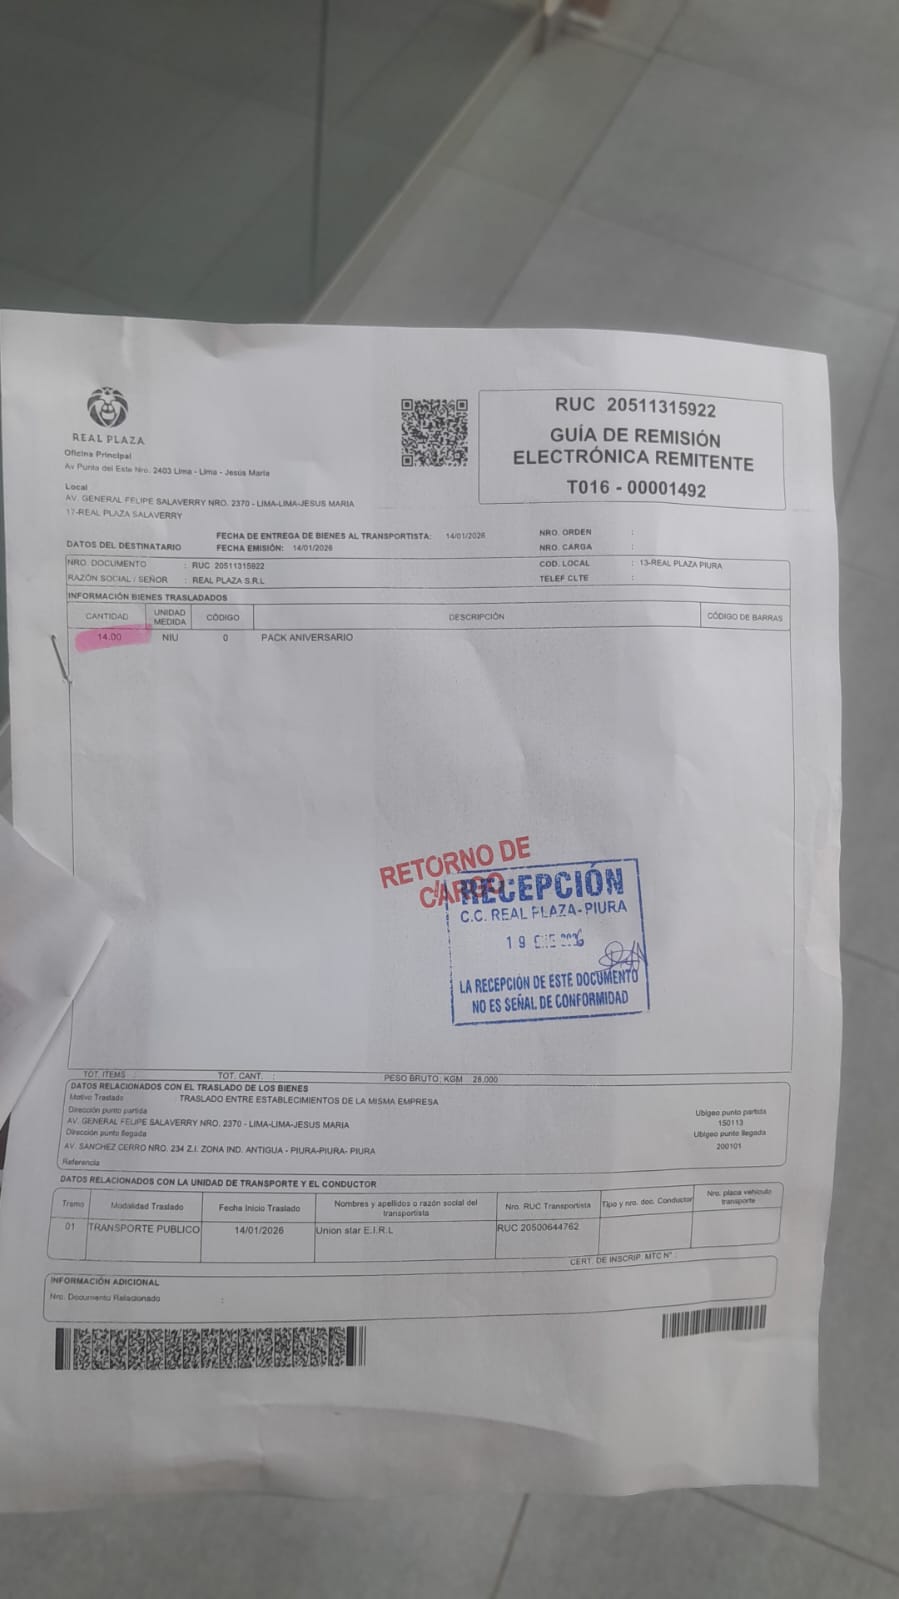 REAL PLAZA
Oficina Principal
Av Punta del Este Nro. 2403 Lima - Lima - Jesús Maria
Local
AV. GENERAL FELIPE SALAVERRY NRO. 2370 - LIMA-LIMA-JESUS MARIA
17-REAL PLAZA SALAVERRY
RUC 20511315922
GUÍA DE REMISIÓN
ELECTRÓNICA REMITENTE
T016 - 00001492
DATOS DEL DESTINATARIO
FECHA DE ENTREGA DE BIENES AL TRANSPORTISTA: 14/01/2026
FECHA EMISIÓN: 14/01/2026
NRO. ORDEN :
NRO. CARGA :
NRO. DOCUMENTO : RUC 20511315922
COD. LOCAL : 13-REAL PLAZA PIURA
RAZÓN SOCIAL / SEÑOR : REAL PLAZA S.R.L
TELEF CLTE :
INFORMACIÓN BIENES TRASLADADOS
CANTIDAD UNIDAD MEDIDA CÓDIGO DESCRIPCIÓN CÓDIGO DE BARRAS
14.00 NIU 0 PACK ANIVERSARIO
RETORNO DE
CARGO
RECEPCIÓN
C.C. REAL PLAZA-PIURA
19 ENE 2026
LA RECEPCIÓN DE ESTE DOCUMENTO
NO ES SEÑAL DE CONFORMIDAD
TOT. ITEMS : TOT. CANT. : PESO BRUTO: KGM 28.000
DATOS RELACIONADOS CON EL TRASLADO DE LOS BIENES
Motivo Traslado : TRASLADO ENTRE ESTABLECIMIENTOS DE LA MISMA EMPRESA
Dirección punto partida
AV. GENERAL FELIPE SALAVERRY NRO. 2370 - LIMA-LIMA-JESUS MARIA
Dirección punto llegada
AV. SANCHEZ CERRO NRO. 234 Z.I. ZONA IND. ANTIGUA - PIURA-PIURA- PIURA
Referencia
Ubigeo punto partida
150113
Ubigeo punto llegada
200101
DATOS RELACIONADOS CON LA UNIDAD DE TRANSPORTE Y EL CONDUCTOR
Tramo Modalidad Traslado Fecha Inicio Traslado Nombres y apellidos o razón social del transportista Nro. RUC Transportista Tipo y nro. doc. Conductor Nro. placa vehículo transporte
01 TRANSPORTE PUBLICO 14/01/2026 Union star E.I.R.L RUC 20500644762
CERT. DE INSCRIP. MTC N° :
INFORMACIÓN ADICIONAL
Nro. Documento Relacionado :